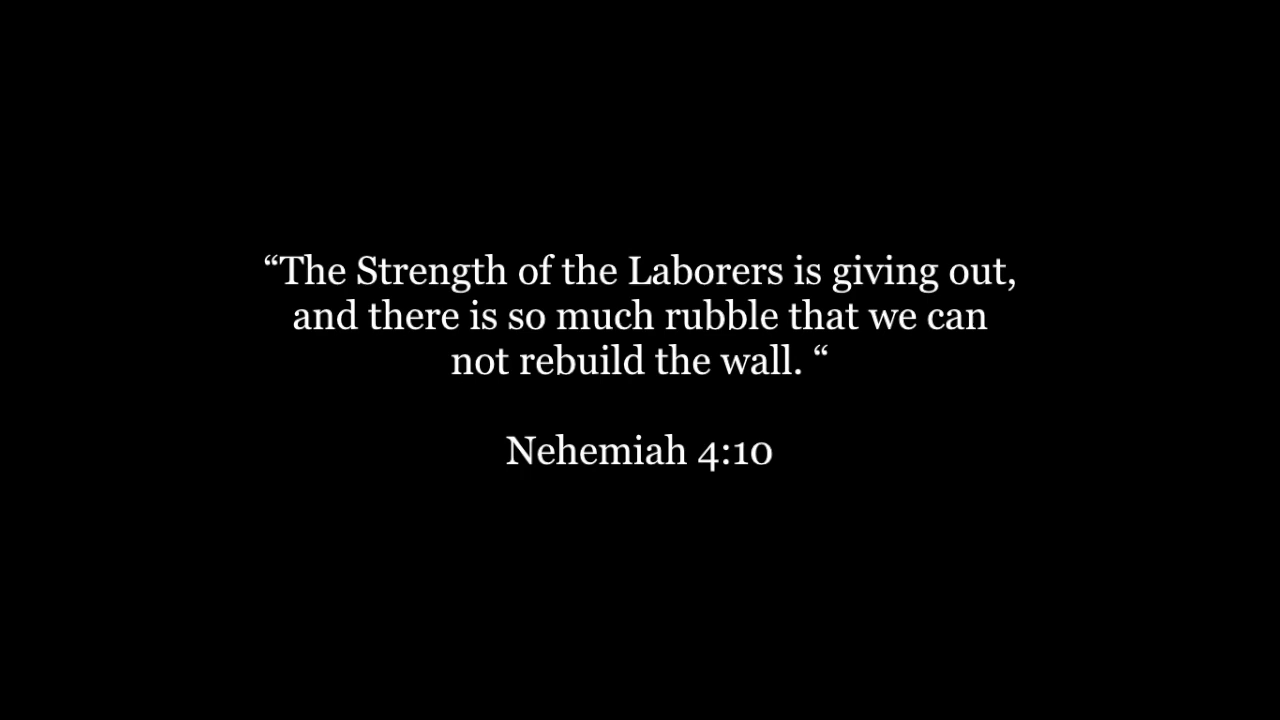 “The Strength of the Laborers is giving out,
and there is so much rubble that we can
not rebuild the wall. “
Nehemiah 4:10